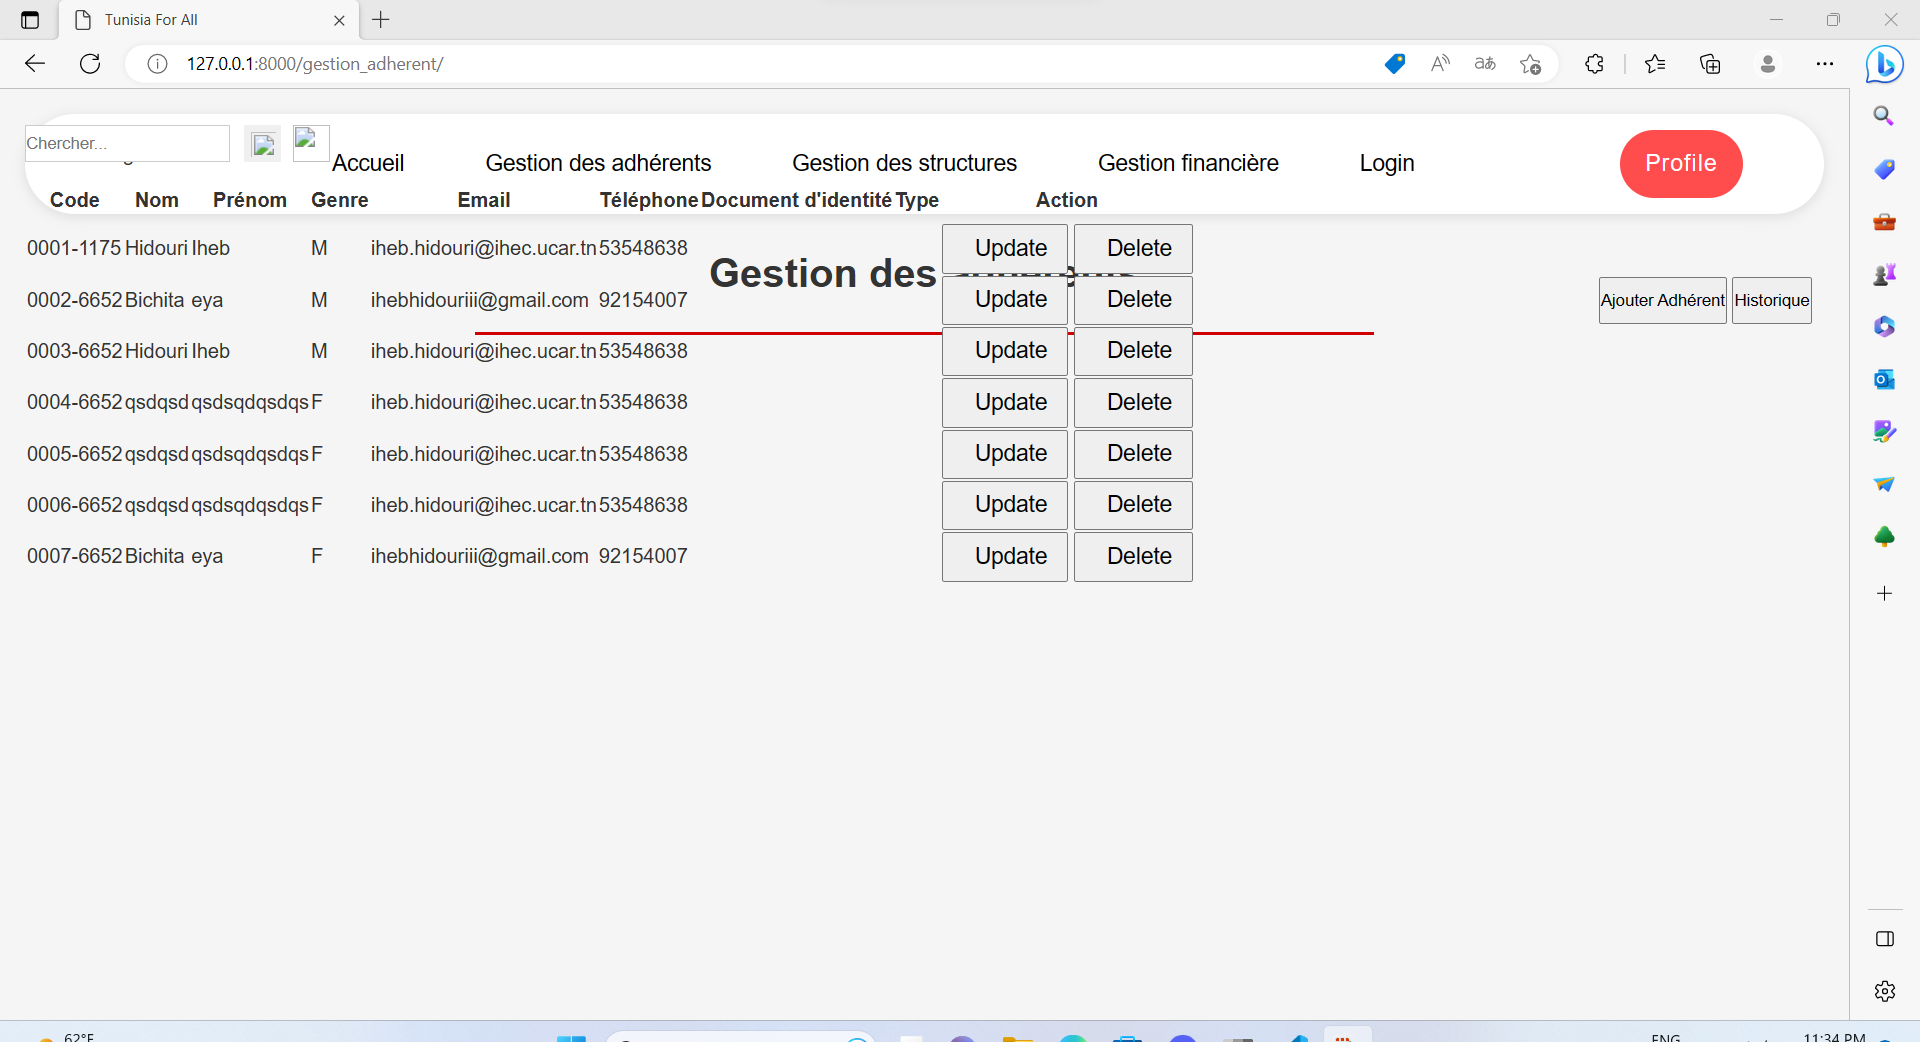 Tunisia For All
127.0.0.1:8000/gestion_adherent/
Chercher...
Accueil Gestion des adhérents Gestion des structures Gestion financière Login Profile
Code Nom Prénom Genre Email Téléphone Document d'identité Type Action
0001-1175 Hidouri Iheb M iheb.hidouri@ihec.ucar.tn 53548638 Update Delete
Gestion des
0002-6652 Bichita eya M ihebhidouriii@gmail.com 92154007 Update Delete
Ajouter Adhérent Historique
0003-6652 Hidouri Iheb M iheb.hidouri@ihec.ucar.tn 53548638 Update Delete
0004-6652 qsdqsd qsdsqdqsdqs F iheb.hidouri@ihec.ucar.tn 53548638 Update Delete
0005-6652 qsdqsd qsdsqdqsdqs F iheb.hidouri@ihec.ucar.tn 53548638 Update Delete
0006-6652 qsdqsd qsdsqdqsdqs F iheb.hidouri@ihec.ucar.tn 53548638 Update Delete
0007-6652 Bichita eya F ihebhidouriii@gmail.com 92154007 Update Delete
62°F
ENG
11:34 PM